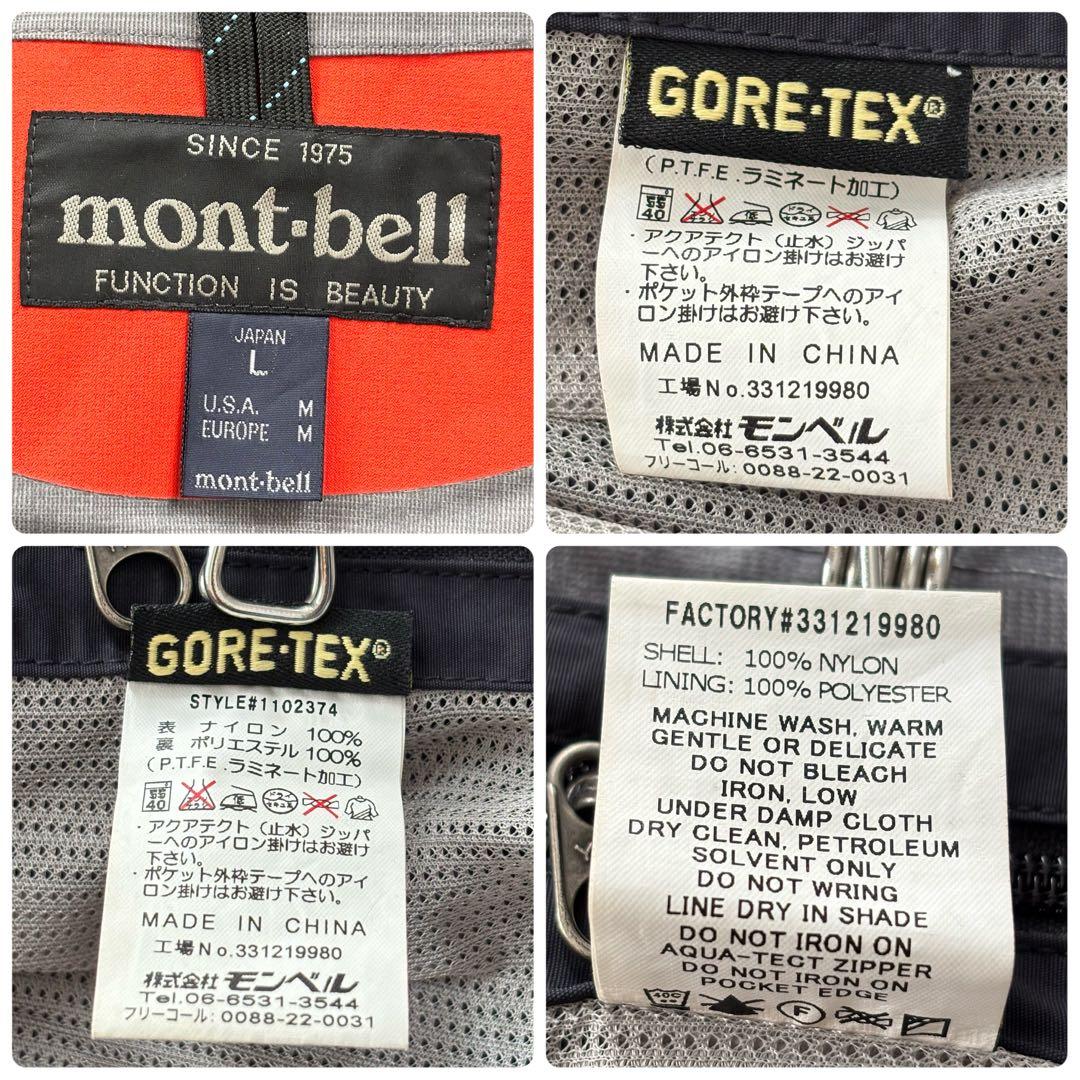 SINCE 1975
mont·bell
FUNCTION IS BEAUTY
JAPAN
L
U.S.A. M
EUROPE M
mont·bell
GORE-TEX®
(P.T.F.E.ラミネート加工)
40
・アクアテクト(止水)ジッパ
ーへのアイロン掛けはお避け
下さい。
・ポケット外枠テープへのアイ
ロン掛けはお避け下さい。
MADE IN CHINA
工場No.331219980
株式会社モンベル
Tel.06-6531-3544
フリーコール:0088-22-0031
GORE-TEX®
STYLE#1102374
表 ナイロン 100%
裏 ポリエステル 100%
(P.T.F.E.ラミネート加工)
40
・アクアテクト(止水)ジッパ
ーへのアイロン掛けはお避け
下さい。
・ポケット外枠テープへのアイ
ロン掛けはお避け下さい。
MADE IN CHINA
工場No.331219980
株式会社モンベル
Tel.06-6531-3544
フリーコール:0088-22-0031
FACTORY#331219980
SHELL: 100% NYLON
LINING: 100% POLYESTER
MACHINE WASH, WARM
GENTLE OR DELICATE
DO NOT BLEACH
IRON, LOW
UNDER DAMP CLOTH
DRY CLEAN, PETROLEUM
SOLVENT ONLY
DO NOT WRING
LINE DRY IN SHADE
DO NOT IRON ON
AQUA-TECT ZIPPER
DO NOT IRON ON
POCKET EDGE
40C F